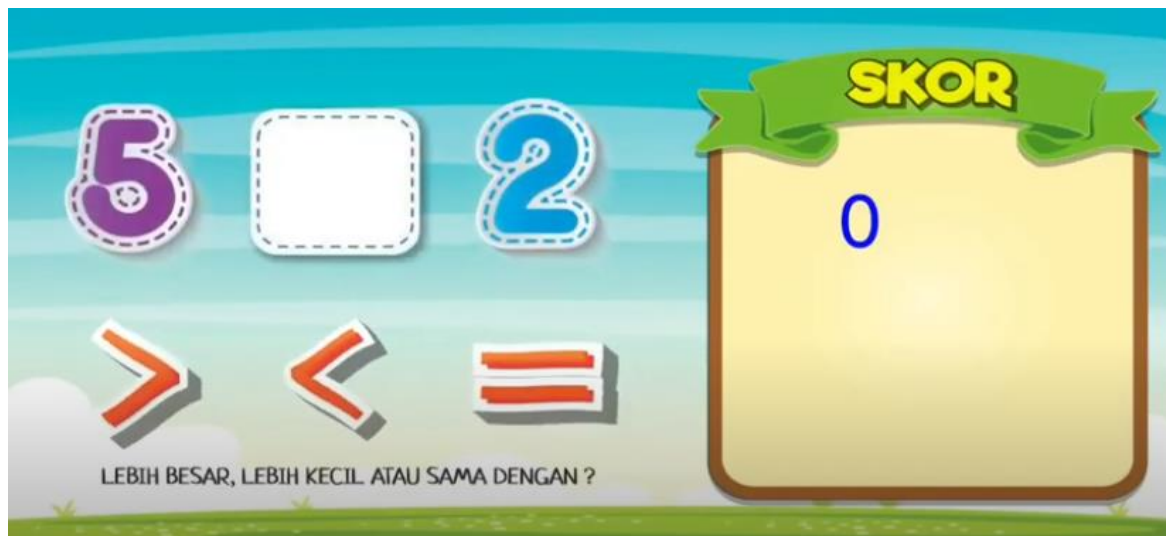 5 2
SKOR
0
> < =
LEBIH BESAR, LEBIH KECIL ATAU SAMA DENGAN ?